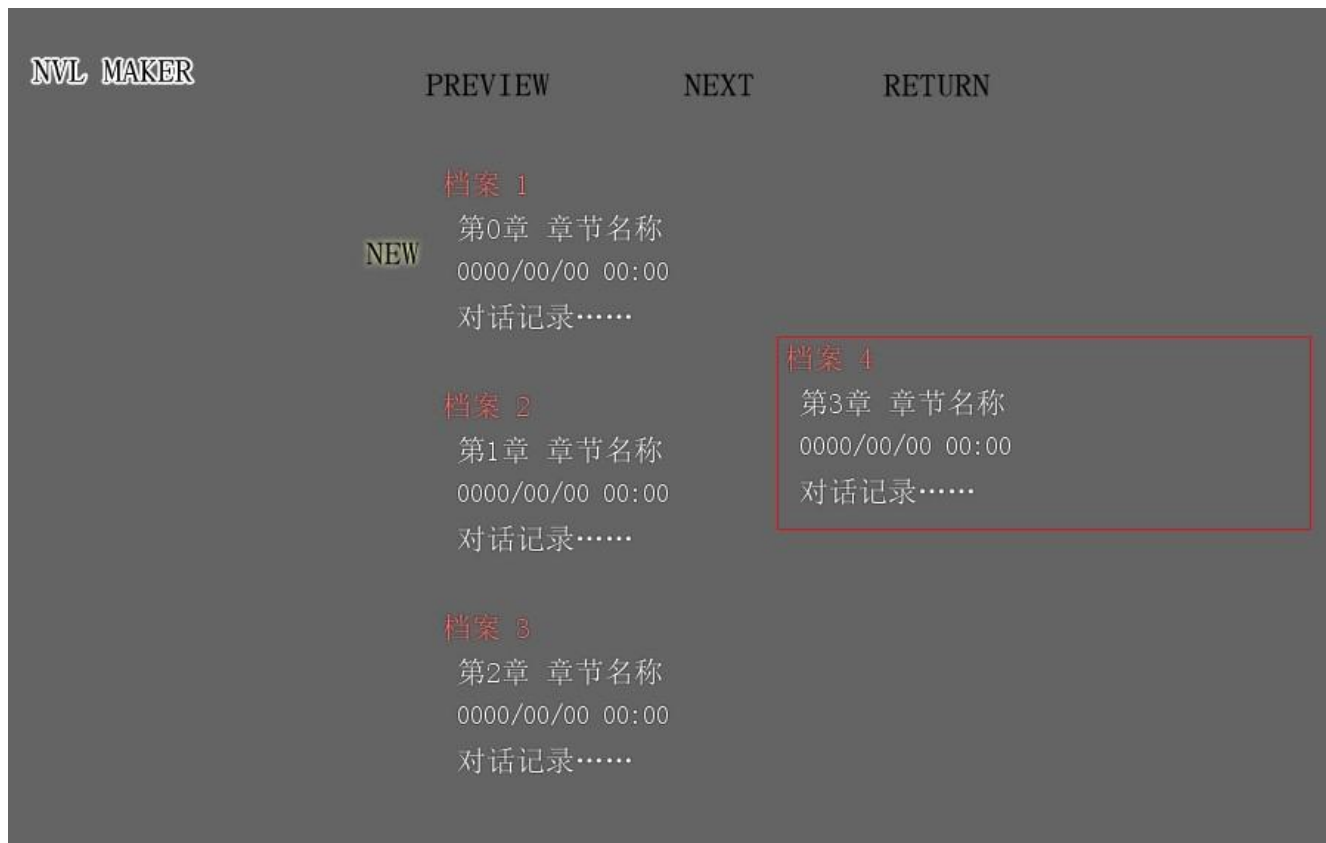 NVL MAKER
PREVIEW NEXT RETURN
档案 1
第0章 章节名称
NEW
0000/00/00 00:00
对话记录……
档案 2
第1章 章节名称
0000/00/00 00:00
对话记录……
档案 3
第2章 章节名称
0000/00/00 00:00
对话记录……
档案 4
第3章 章节名称
0000/00/00 00:00
对话记录……